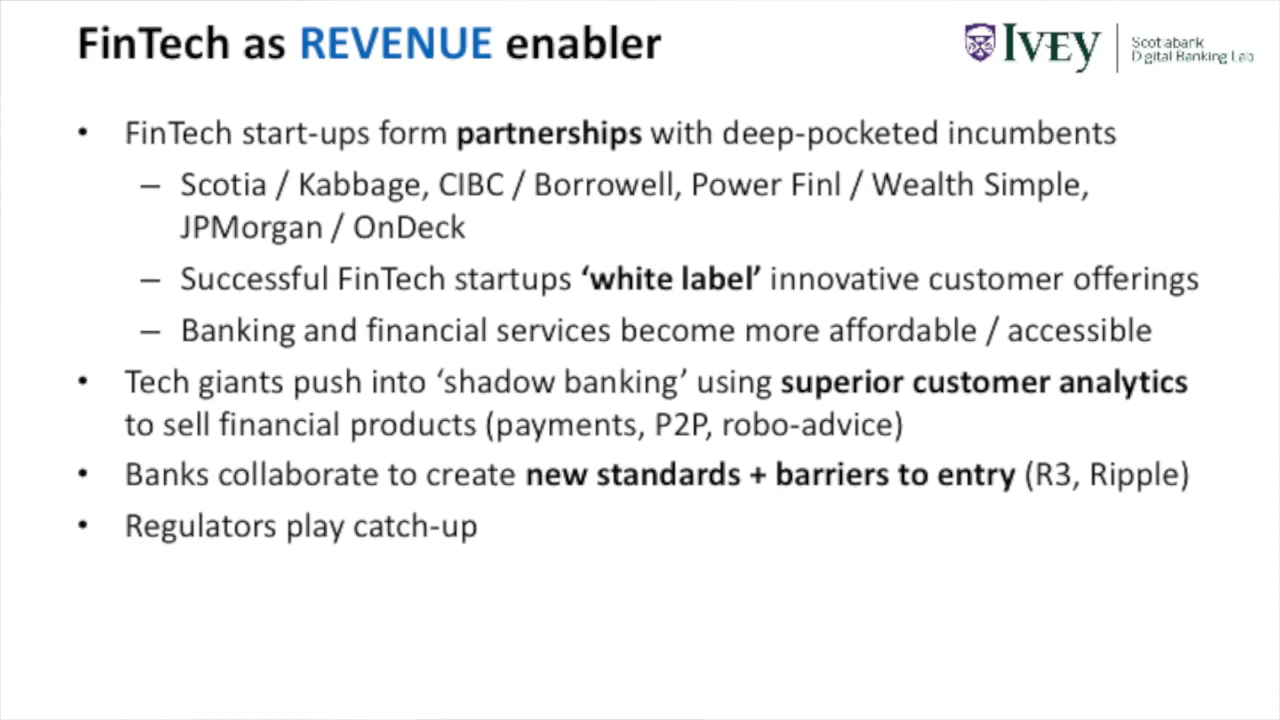 FinTech as REVENUE enabler
IVEY
Scotiabank
Digital Banking Lab
• FinTech start-ups form partnerships with deep-pocketed incumbents
– Scotia / Kabbage, CIBC / Borrowell, Power Finl / Wealth Simple,
JPMorgan / OnDeck
– Successful FinTech startups ‘white label’ innovative customer offerings
– Banking and financial services become more affordable / accessible
• Tech giants push into ‘shadow banking’ using superior customer analytics
to sell financial products (payments, P2P, robo-advice)
• Banks collaborate to create new standards + barriers to entry (R3, Ripple)
• Regulators play catch-up